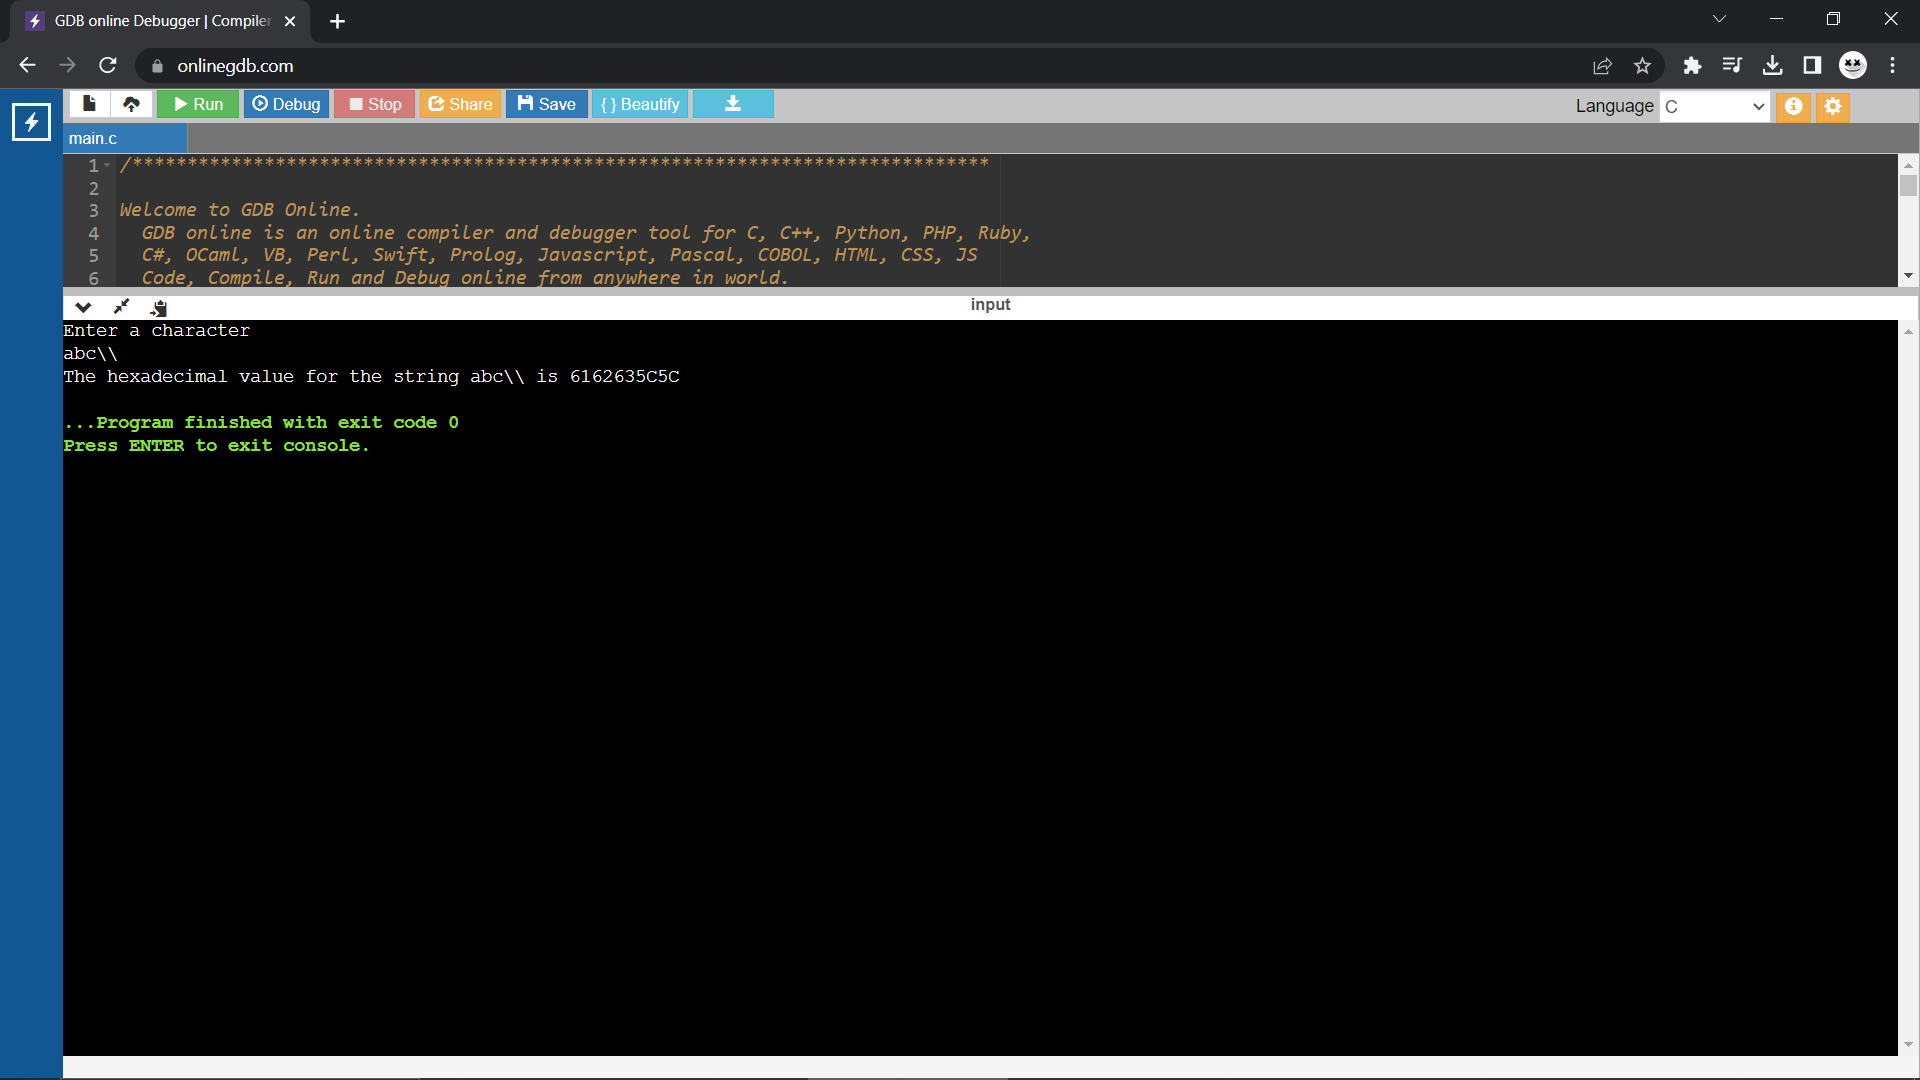 GDB online Debugger | Compiler
onlinegdb.com
Run Debug Stop Share Save { } Beautify Language C
main.c
1 /******************************************************************************
2
3 Welcome to GDB Online.
4 GDB online is an online compiler and debugger tool for C, C++, Python, PHP, Ruby,
5 C#, OCaml, VB, Perl, Swift, Prolog, Javascript, Pascal, COBOL, HTML, CSS, JS
6 Code, Compile, Run and Debug online from anywhere in world.
input
Enter a character
abc\\
The hexadecimal value for the string abc\\ is 6162635C5C
...Program finished with exit code 0
Press ENTER to exit console.